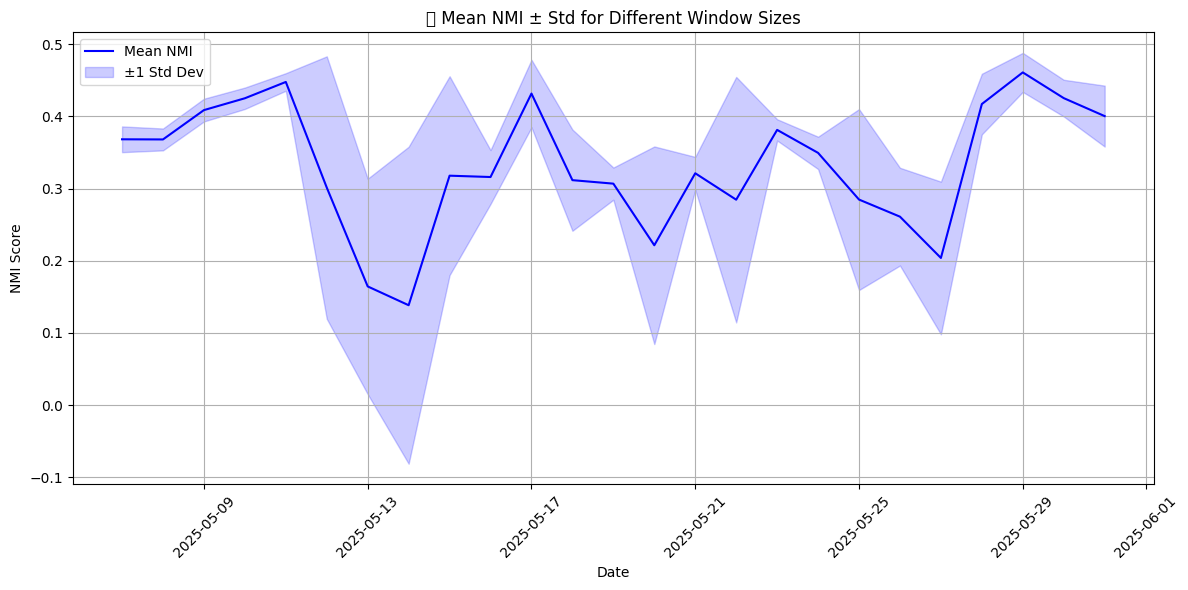 ▯ Mean NMI ± Std for Different Window Sizes
Mean NMI
±1 Std Dev
NMI Score
0.5
0.4
0.3
0.2
0.1
0.0
−0.1
2025-05-09
2025-05-13
2025-05-17
2025-05-21
2025-05-25
2025-05-29
2025-06-01
Date